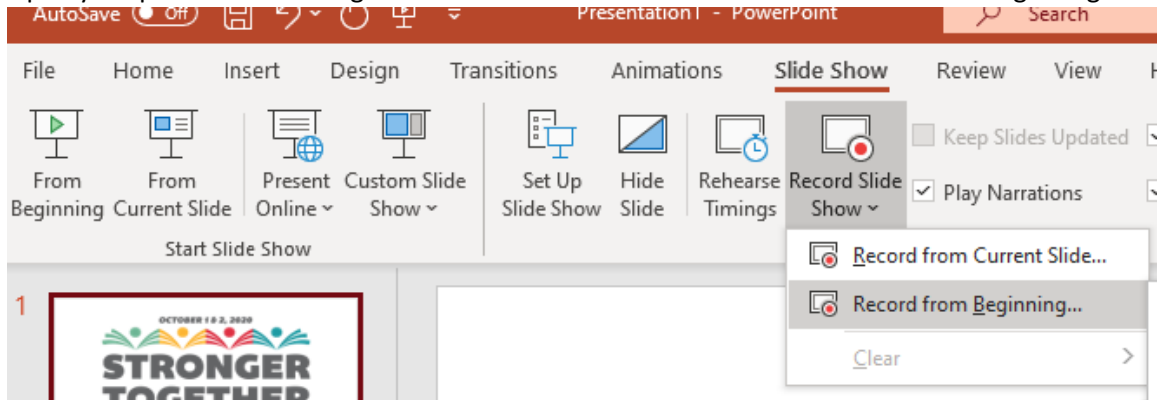 AutoSave Off Presentation1 - PowerPoint Search
File Home Insert Design Transitions Animations Slide Show Review View
From Beginning
From Current Slide
Present Online
Custom Slide Show
Set Up Slide Show
Hide Slide
Rehearse Timings
Record Slide Show
Keep Slides Updated
Play Narrations
Start Slide Show
Record from Current Slide...
Record from Beginning...
Clear
1
OCTOBER 1 & 2, 2020
STRONGER
TOGETHER